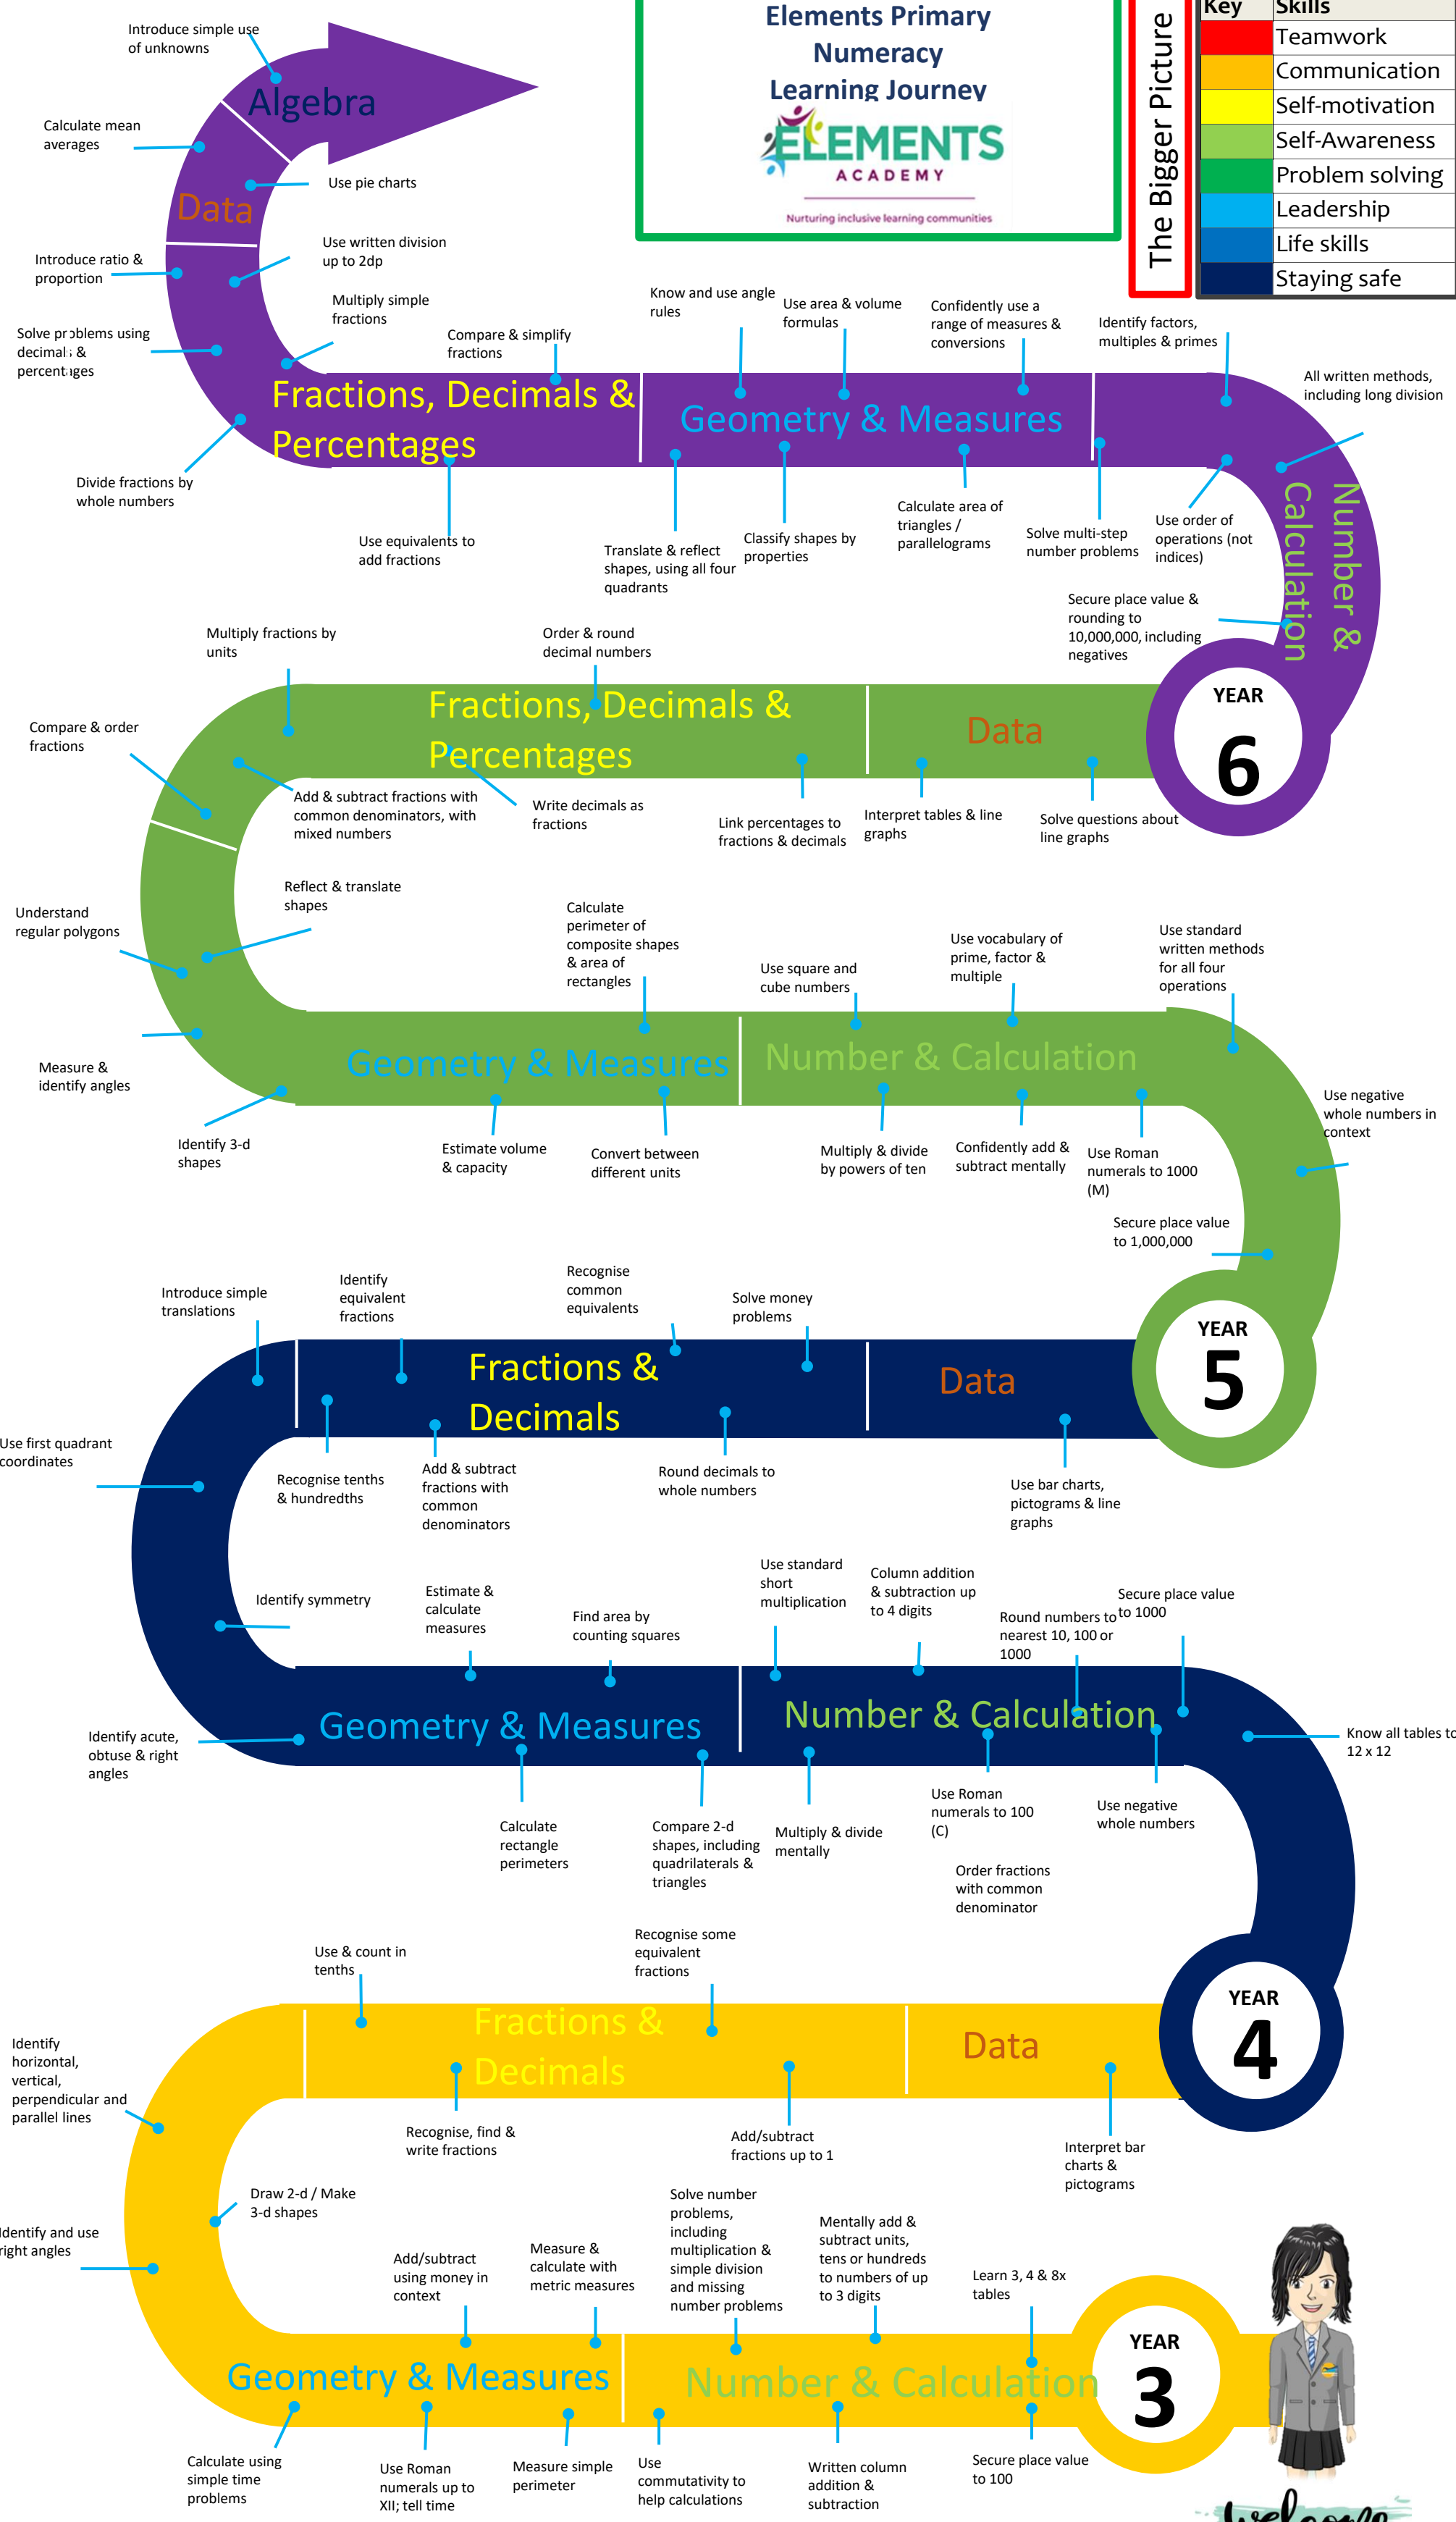 Elements Primary
Numeracy
Learning Journey
ELEMENTS
ACADEMY
Nurturing inclusive learning communities
The Bigger Picture
Key Skills
Teamwork
Communication
Self-motivation
Self-Awareness
Problem solving
Leadership
Life skills
Staying safe
Introduce simple use
of unknowns
Algebra
Calculate mean
averages
Use pie charts
Data
Use written division
up to 2dp
Introduce ratio &
proportion
Multiply simple
fractions
Solve problems using
decimals &
percentages
Compare & simplify
fractions
Fractions, Decimals &
Percentages
Divide fractions by
whole numbers
Use equivalents to
add fractions
Know and use angle
rules
Use area & volume
formulas
Confidently use a
range of measures &
conversions
Geometry & Measures
Translate & reflect
shapes, using all four
quadrants
Classify shapes by
properties
Calculate area of
triangles /
parallelograms
Identify factors,
multiples & primes
All written methods,
including long division
Solve multi-step
number problems
Use order of
operations (not
indices)
Number &
Calculation
Secure place value &
rounding to
10,000,000, including
negatives
YEAR
6
Multiply fractions by
units
Order & round
decimal numbers
Fractions, Decimals &
Percentages
Data
Compare & order
fractions
Add & subtract fractions with
common denominators, with
mixed numbers
Write decimals as
fractions
Link percentages to
fractions & decimals
Interpret tables & line
graphs
Solve questions about
line graphs
Reflect & translate
shapes
Understand
regular polygons
Calculate
perimeter of
composite shapes
& area of
rectangles
Use square and
cube numbers
Use vocabulary of
prime, factor &
multiple
Use standard
written methods
for all four
operations
Geometry & Measures
Number & Calculation
Measure &
identify angles
Identify 3-d
shapes
Estimate volume
& capacity
Convert between
different units
Multiply & divide
by powers of ten
Confidently add &
subtract mentally
Use Roman
numerals to 1000
(M)
Use negative
whole numbers in
context
Secure place value
to 1,000,000
YEAR
5
Introduce simple
translations
Identify
equivalent
fractions
Recognise
common
equivalents
Solve money
problems
Fractions &
Decimals
Data
Use first quadrant
coordinates
Recognise tenths
& hundredths
Add & subtract
fractions with
common
denominators
Round decimals to
whole numbers
Use bar charts,
pictograms & line
graphs
Identify symmetry
Estimate &
calculate
measures
Find area by
counting squares
Use standard
short
multiplication
Column addition
& subtraction up
to 4 digits
Round numbers to
nearest 10, 100 or
1000
Secure place value
to 1000
Geometry & Measures
Number & Calculation
Identify acute,
obtuse & right
angles
Know all tables to
12 x 12
Calculate
rectangle
perimeters
Compare 2-d
shapes, including
quadrilaterals &
triangles
Multiply & divide
mentally
Use Roman
numerals to 100
(C)
Use negative
whole numbers
Order fractions
with common
denominator
YEAR
4
Use & count in
tenths
Recognise some
equivalent
fractions
Fractions &
Decimals
Data
Identify
horizontal,
vertical,
perpendicular and
parallel lines
Recognise, find &
write fractions
Add/subtract
fractions up to 1
Interpret bar
charts &
pictograms
Draw 2-d / Make
3-d shapes
Identify and use
right angles
Add/subtract
using money in
context
Measure &
calculate with
metric measures
Solve number
problems,
including
multiplication &
simple division
and missing
number problems
Mentally add &
subtract units,
tens or hundreds
to numbers of up
to 3 digits
Learn 3, 4 & 8x
tables
Geometry & Measures
Number & Calculation
YEAR
3
Calculate using
simple time
problems
Use Roman
numerals up to
XII; tell time
Measure simple
perimeter
Use
commutativity to
help calculations
Written column
addition &
subtraction
Secure place value
to 100
welcome